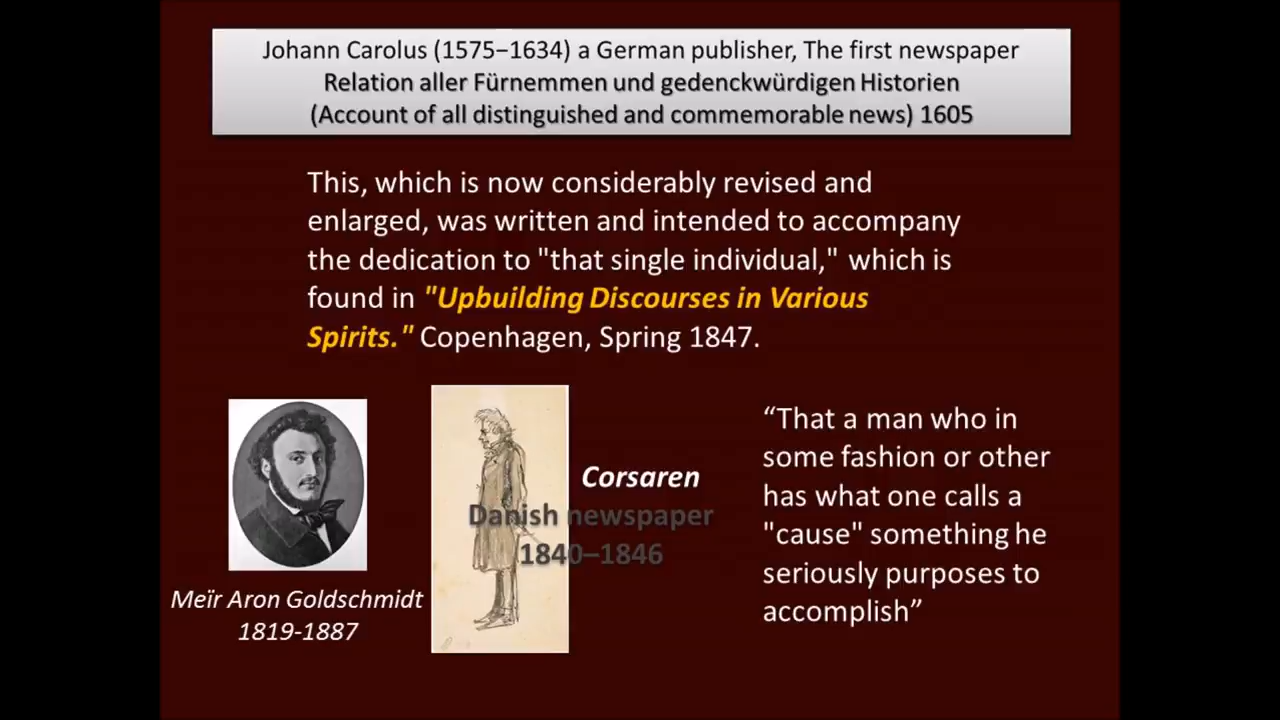 Johann Carolus (1575–1634) a German publisher, The first newspaper
Relation aller Fürnemmen und gedenckwürdigen Historien
(Account of all distinguished and commemorable news) 1605
This, which is now considerably revised and
enlarged, was written and intended to accompany
the dedication to "that single individual," which is
found in "Upbuilding Discourses in Various
Spirits." Copenhagen, Spring 1847.
Meïr Aron Goldschmidt
1819-1887
Corsaren
Danish newspaper
1840–1846
“That a man who in
some fashion or other
has what one calls a
"cause" something he
seriously purposes to
accomplish”